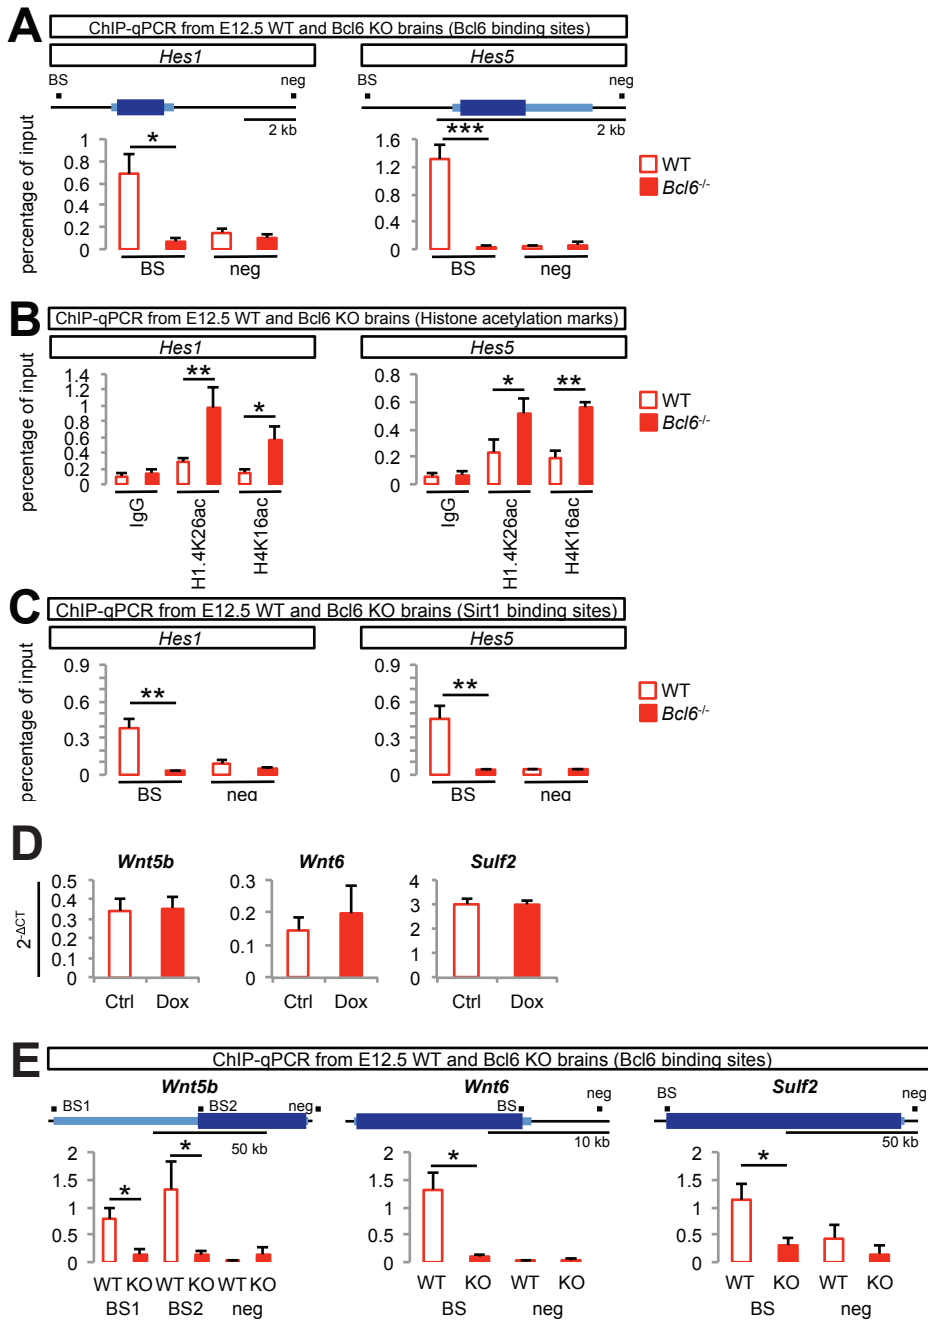 A
ChIP-qPCR from E12.5 WT and Bcl6 KO brains (Bcl6 binding sites)
Hes1
Hes5
BS
neg
BS
neg
2 kb
2 kb
percentage of input
1
0.8
0.6
0.4
0.2
0
*
BS
neg
1.6
1.2
0.8
0.4
0
***
BS
neg
WT
Bcl6-/-
B
ChIP-qPCR from E12.5 WT and Bcl6 KO brains (Histone acetylation marks)
Hes1
Hes5
percentage of input
1.4
1.2
1
0.8
0.6
0.4
0.2
0
**
*
IgG
H1.4K26ac
H4K16ac
0.8
0.6
0.4
0.2
0
*
**
IgG
H1.4K26ac
H4K16ac
WT
Bcl6-/-
C
ChIP-qPCR from E12.5 WT and Bcl6 KO brains (Sirt1 binding sites)
Hes1
Hes5
percentage of input
0.9
0.6
0.3
0
**
BS
neg
0.9
0.6
0.3
0
**
BS
neg
WT
Bcl6-/-
D
Wnt5b
Wnt6
Sulf2
2-ΔCT
0.5
0.4
0.3
0.2
0.1
0
Ctrl
Dox
0.3
0.2
0.1
0
Ctrl
Dox
4
3
2
1
0
Ctrl
Dox
E
ChIP-qPCR from E12.5 WT and Bcl6 KO brains (Bcl6 binding sites)
Wnt5b
Wnt6
Sulf2
BS1
BS2
neg
BS
neg
BS
neg
50 kb
10 kb
50 kb
2
1.5
1
0.5
0
*
*
WT KO WT KO WT KO
BS1
BS2
neg
2
1.5
1
0.5
0
*
WT KO WT KO
BS
neg
2
1.5
1
0.5
0
*
WT KO WT KO
BS
neg